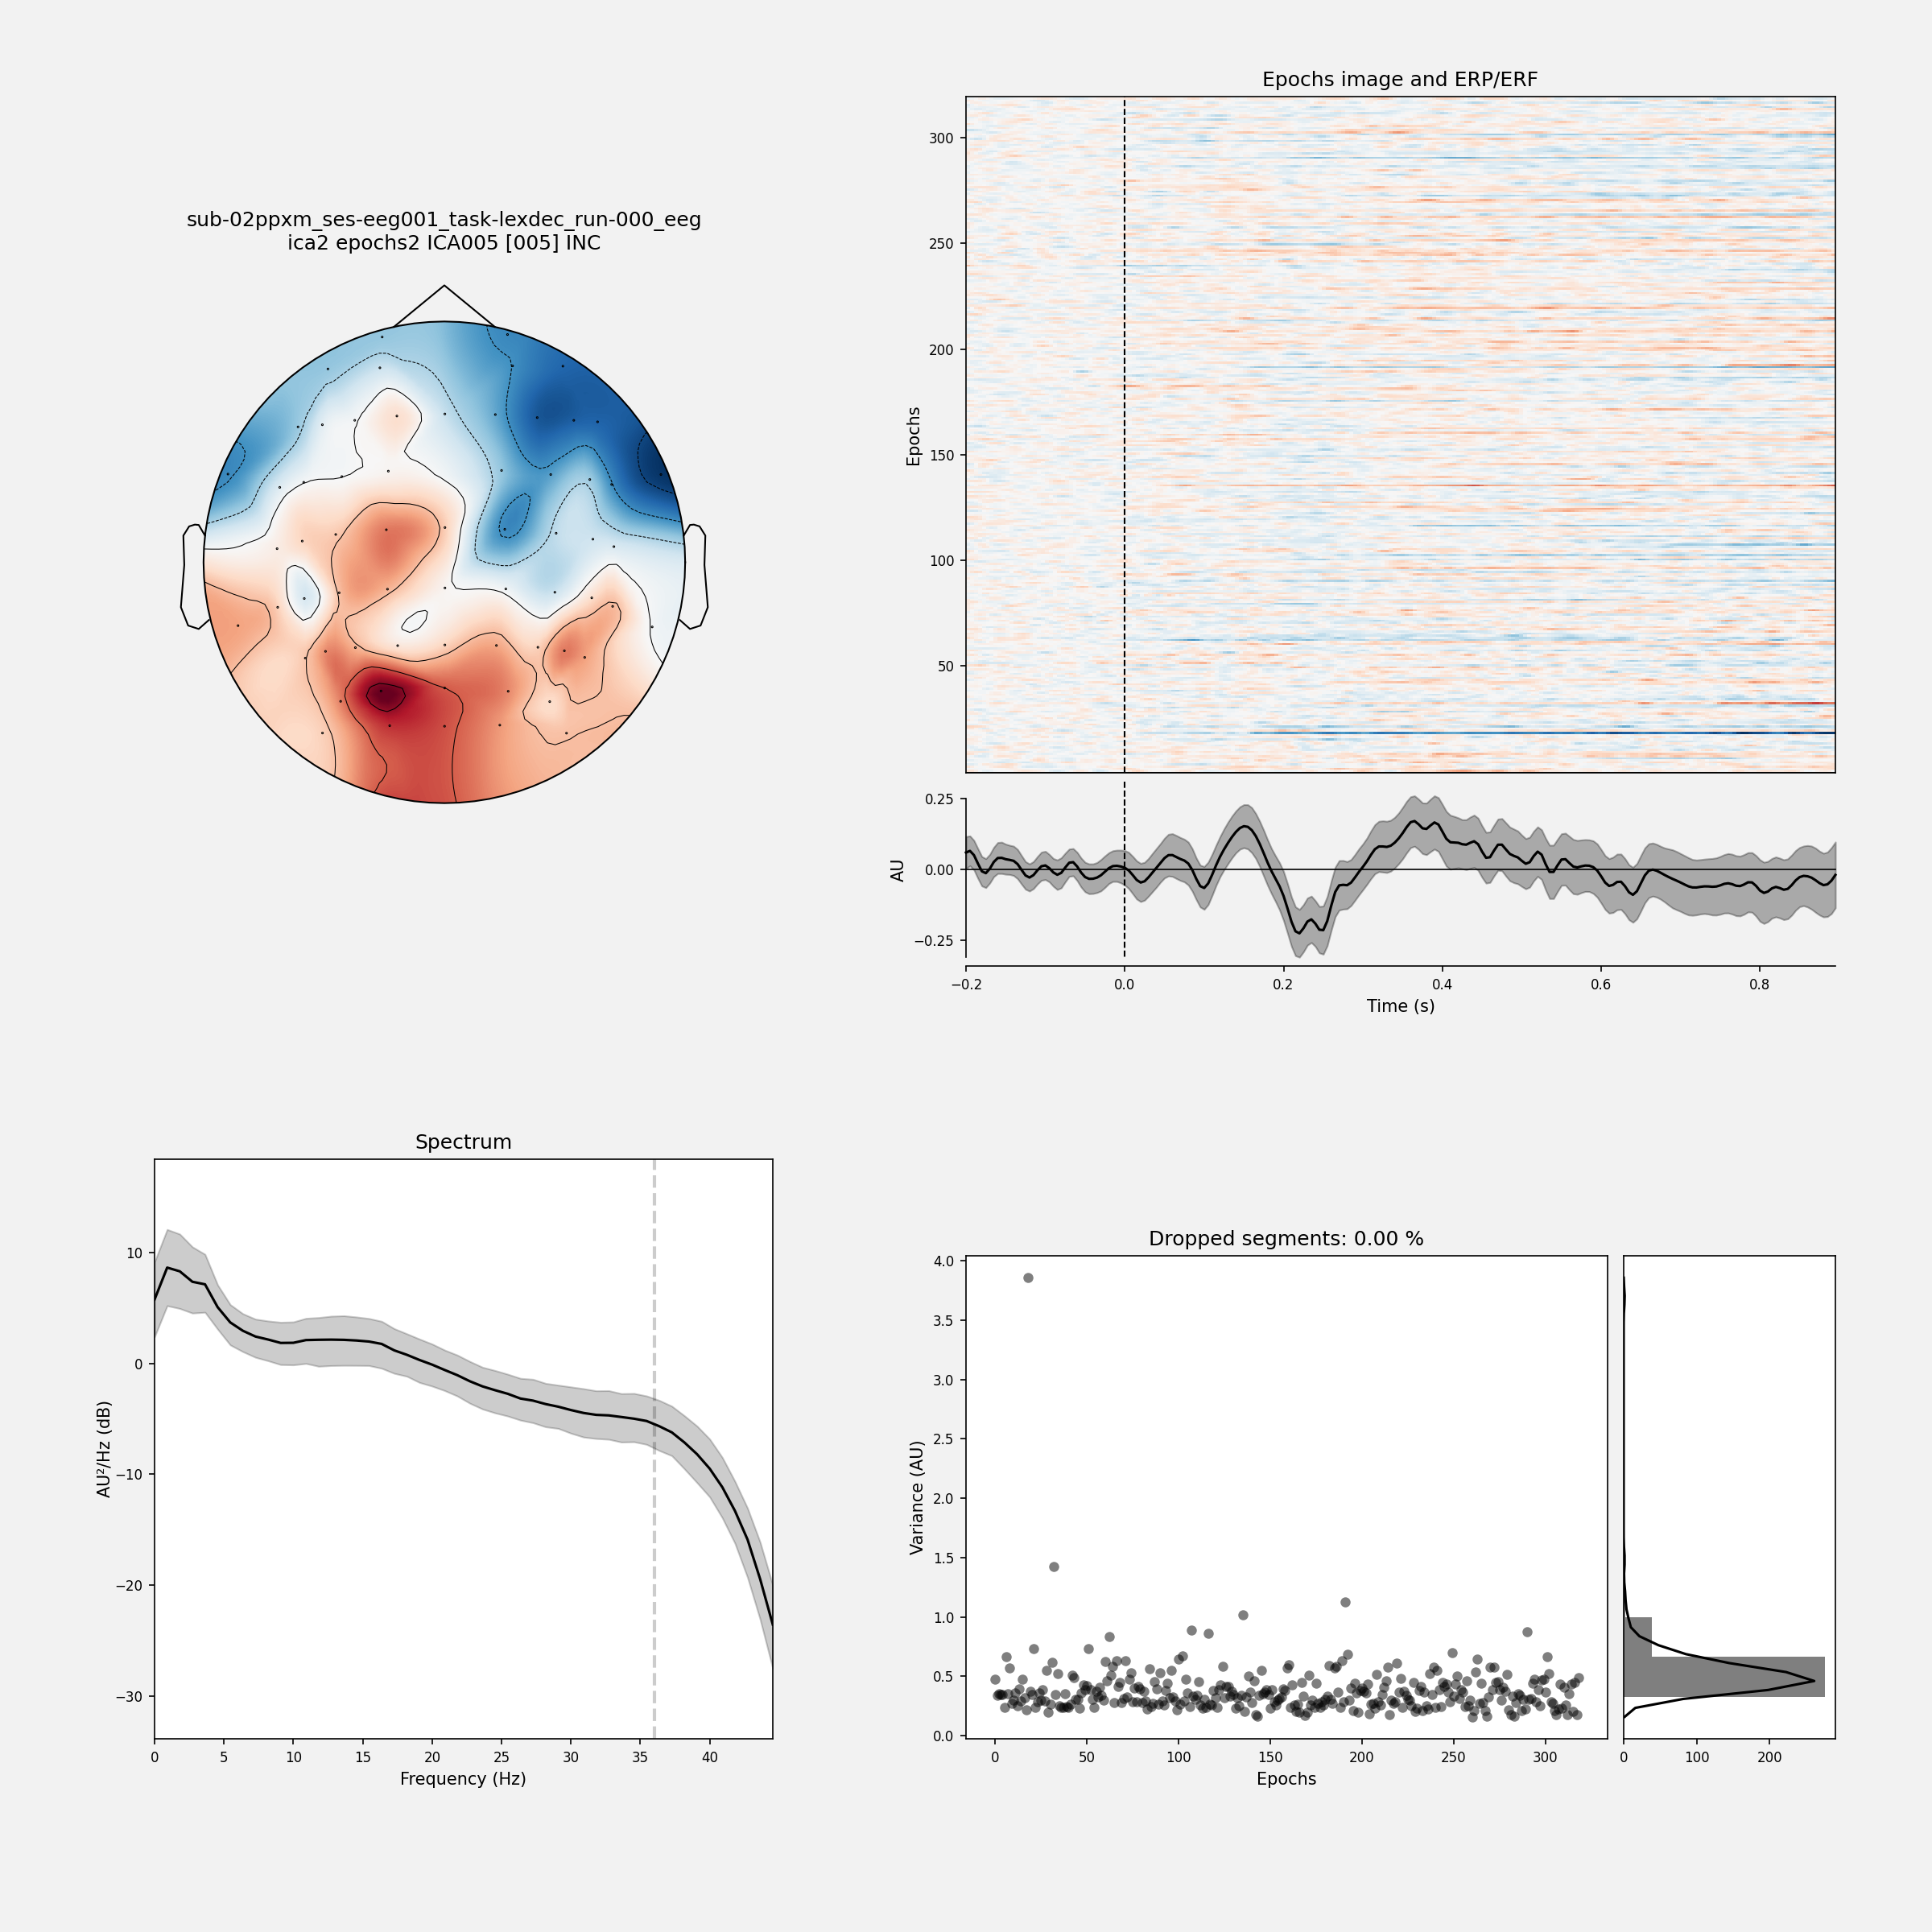 sub-02ppxm_ses-eeg001_task-lexdec_run-000_eeg
ica2 epochs2 ICA005 [005] INC
Epochs image and ERP/ERF
Epochs
300
250
200
150
100
50
AU
0.25
0.00
−0.25
−0.2 0.0 0.2 0.4 0.6 0.8
Time (s)
Spectrum
AU²/Hz (dB)
10
0
−10
−20
−30
0 5 10 15 20 25 30 35 40
Frequency (Hz)
Dropped segments: 0.00 %
Variance (AU)
4.0
3.5
3.0
2.5
2.0
1.5
1.0
0.5
0.0
0 50 100 150 200 250 300
Epochs
0 100 200